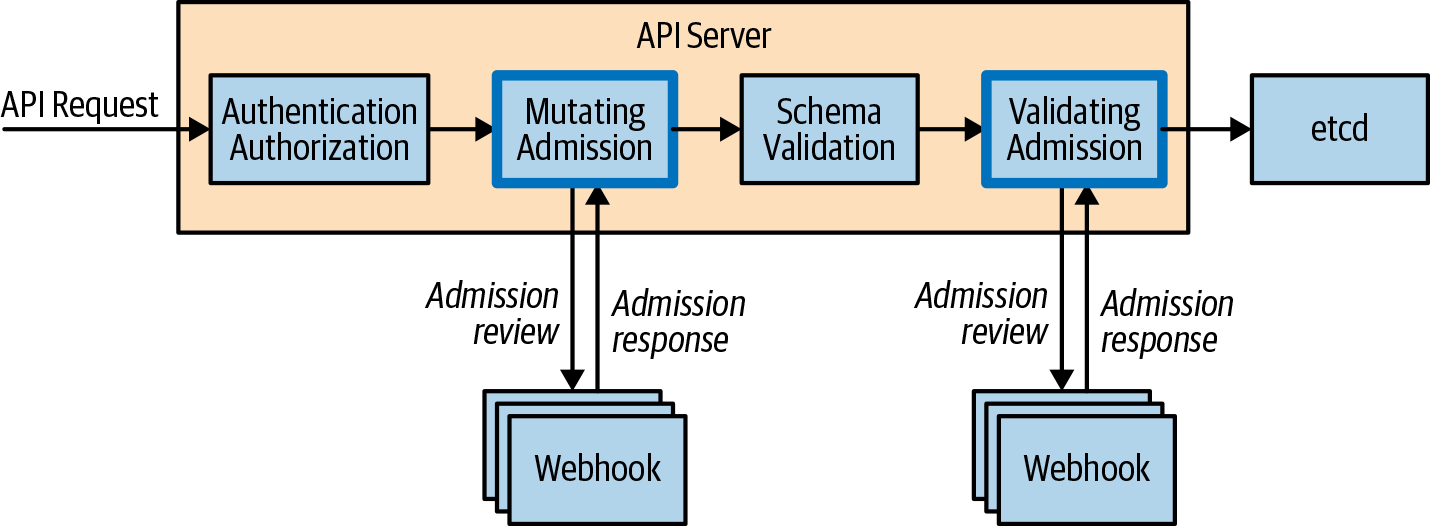 API Server
API Request
Authentication
Authorization
Mutating
Admission
Schema
Validation
Validating
Admission
etcd
Admission
review
Admission
response
Admission
review
Admission
response
Webhook
Webhook